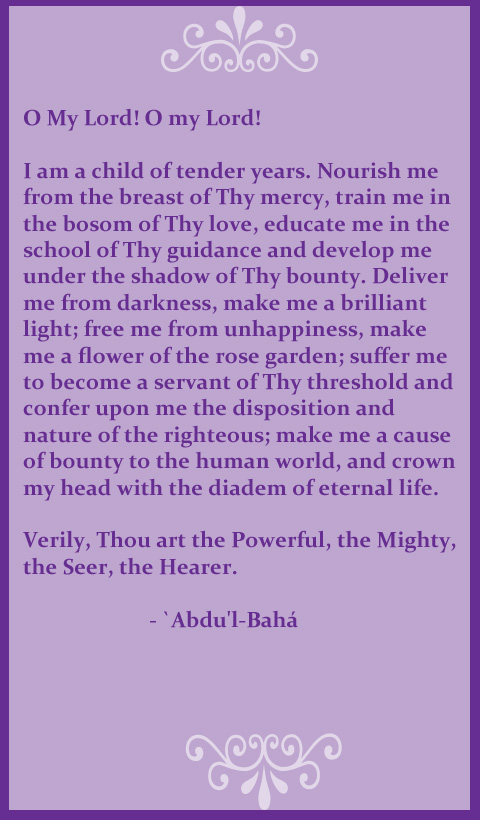 O My Lord! O my Lord!
I am a child of tender years. Nourish me
from the breast of Thy mercy, train me in
the bosom of Thy love, educate me in the
school of Thy guidance and develop me
under the shadow of Thy bounty. Deliver
me from darkness, make me a brilliant
light; free me from unhappiness, make
me a flower of the rose garden; suffer me
to become a servant of Thy threshold and
confer upon me the disposition and
nature of the righteous; make me a cause
of bounty to the human world, and crown
my head with the diadem of eternal life.
Verily, Thou art the Powerful, the Mighty,
the Seer, the Hearer.
- `Abdu'l-Bahá